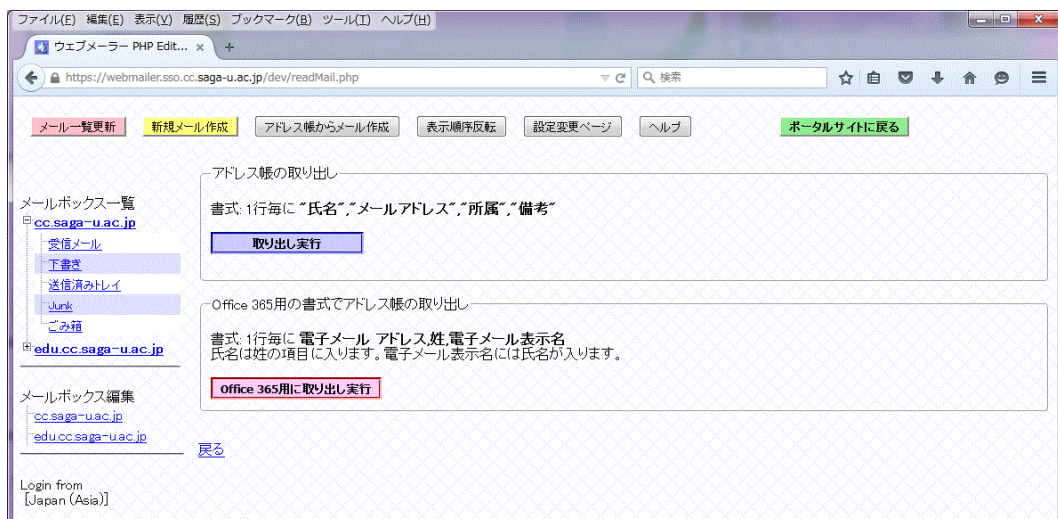 ファイル(F) 編集(E) 表示(V) 履歴(S) ブックマーク(B) ツール(T) ヘルプ(H)
ウェブメーラー PHP Edit... × +
https://webmailer.sso.cc.saga-u.ac.jp/dev/readMail.php 検索
メール一覧更新 新規メール作成 アドレス帳からメール作成 表示順序反転 設定変更ページ ヘルプ ポータルサイトに戻る
メールボックス一覧
cc.saga-u.ac.jp
受信メール
下書き
送信済みトレイ
Junk
ごみ箱
edu.cc.saga-u.ac.jp
メールボックス編集
cc.saga-u.ac.jp
edu.cc.saga-u.ac.jp
Login from
[Japan (Asia)]
アドレス帳の取り出し
書式: 1行毎に "氏名","メールアドレス","所属","備考"
取り出し実行
Office 365用の書式でアドレス帳の取り出し
書式: 1行毎に 電子メール アドレス,姓,電子メール表示名
氏名は姓の項目に入ります。電子メール表示名には氏名が入ります。
Office 365用に取り出し実行
戻る